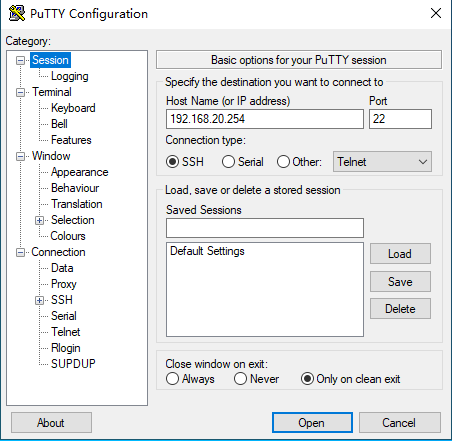 PuTTY Configuration
Category:
Session
Logging
Terminal
Keyboard
Bell
Features
Window
Appearance
Behaviour
Translation
Selection
Colours
Connection
Data
Proxy
SSH
Serial
Telnet
Rlogin
SUPDUP
Basic options for your PuTTY session
Specify the destination you want to connect to
Host Name (or IP address) Port
192.168.20.254 22
Connection type:
SSH Serial Other: Telnet
Load, save or delete a stored session
Saved Sessions
Default Settings
Load
Save
Delete
Close window on exit:
Always Never Only on clean exit
About Open Cancel